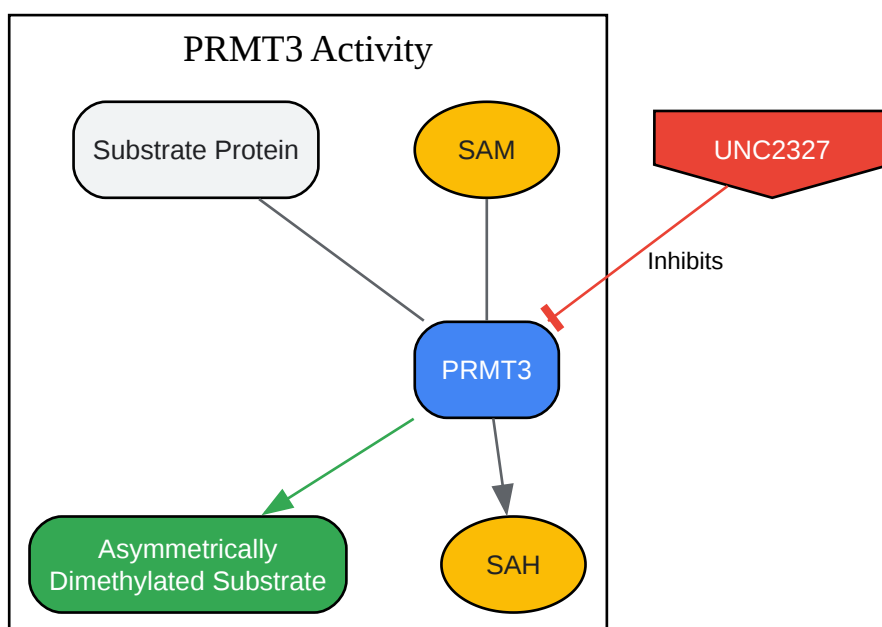 PRMT3 Activity
Substrate Protein
SAM
UNC2327
Inhibits
PRMT3
Asymmetrically
Dimethylated Substrate
SAH